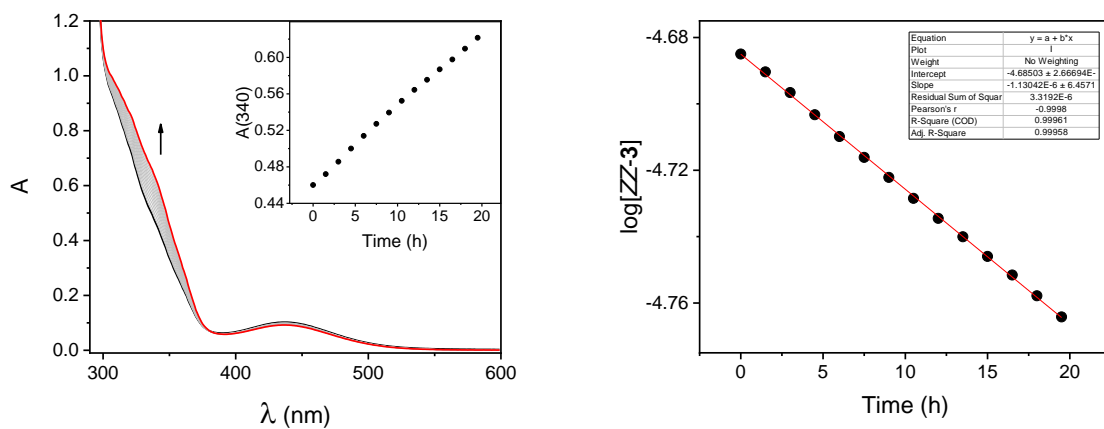 1.2
1.0
0.8
0.6
0.4
0.2
0.0
A
300
400
500
600
λ (nm)
0.60
0.56
0.52
0.48
0.44
A(340)
0
5
10
15
20
Time (h)
-4.68
-4.72
-4.76
log[ZZ-3]
0
5
10
15
20
Time (h)
Equation y = a + b*x
Plot I
Weight No Weighting
Intercept -4.68503 ± 2.66694E-
Slope -1.13042E-6 ± 6.4571
Residual Sum of Squar 3.3192E-6
Pearson's r -0.9998
R-Square (COD) 0.99961
Adj. R-Square 0.99958